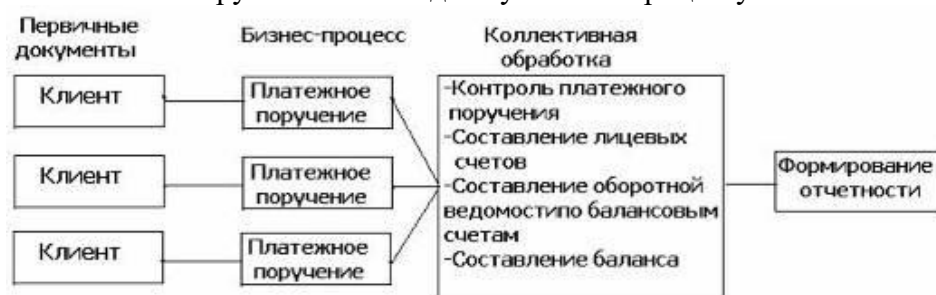 Первичные
документы
Бизнес-процесс
Коллективная
обработка
Клиент
Платежное
поручение
Клиент
Платежное
поручение
Клиент
Платежное
поручение
-Контроль платежного
поручения
-Составление лицевых
счетов
-Составление оборотной
ведомостипо балансовым
счетам
-Составление баланса
Формирование
отчетности